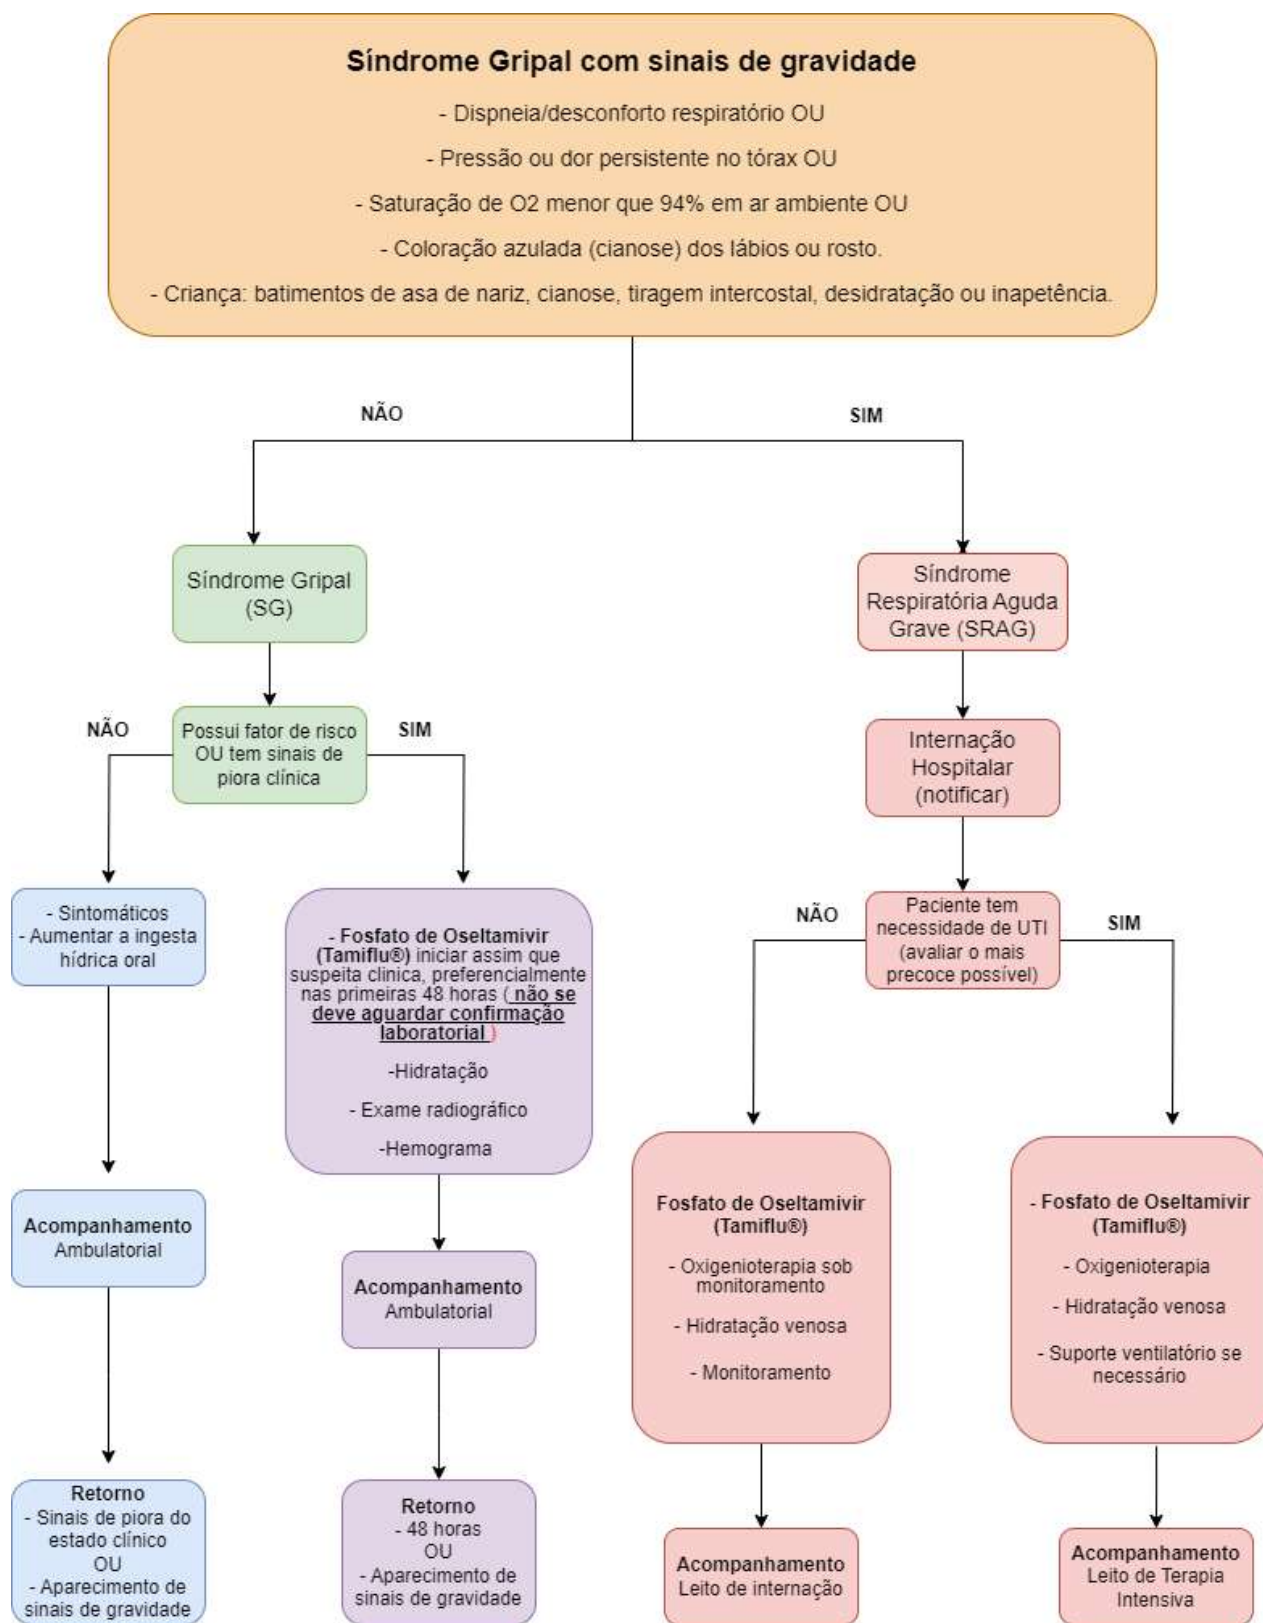 Síndrome Gripal com sinais de gravidade
- Dispneia/desconforto respiratório OU
- Pressão ou dor persistente no tórax OU
- Saturação de O2 menor que 94% em ar ambiente OU
- Coloração azulada (cianose) dos lábios ou rosto.
- Criança: batimentos de asa de nariz, cianose, tiragem intercostal, desidratação ou inapetência.
NÃO
SIM
Síndrome Gripal
(SG)
Síndrome
Respiratória Aguda
Grave (SRAG)
NÃO
Possui fator de risco
OU tem sinais de
piora clínica
SIM
Internação
Hospitalar
(notificar)
- Sintomáticos
- Aumentar a ingesta
hídrica oral
- Fosfato de Oseltamivir
(Tamiflu®) iniciar assim que
suspeita clinica, preferencialmente
nas primeiras 48 horas ( não se
deve aguardar confirmação
laboratorial )
-Hidratação
- Exame radiográfico
-Hemograma
NÃO
Paciente tem
necessidade de UTI
(avaliar o mais
precoce possível)
SIM
Acompanhamento
Ambulatorial
Acompanhamento
Ambulatorial
Fosfato de Oseltamivir
(Tamiflu®)
- Oxigenioterapia sob
monitoramento
- Hidratação venosa
- Monitoramento
- Fosfato de Oseltamivir
(Tamiflu®)
- Oxigenioterapia
- Hidratação venosa
- Suporte ventilatório se
necessário
Retorno
- Sinais de piora do
estado clínico
OU
- Aparecimento de
sinais de gravidade
Retorno
- 48 horas
OU
- Aparecimento de
sinais de gravidade
Acompanhamento
Leito de internação
Acompanhamento
Leito de Terapia
Intensiva